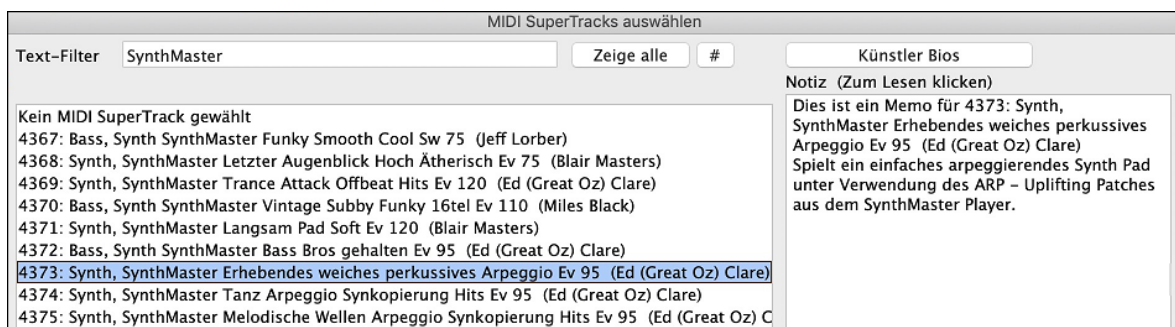 MIDI SuperTracks auswählen
Text-Filter SynthMaster Zeige alle # Künstler Bios
Notiz (Zum Lesen klicken)
Kein MIDI SuperTrack gewählt
4367: Bass, Synth SynthMaster Funky Smooth Cool Sw 75 (Jeff Lorber)
4368: Synth, SynthMaster Letzter Augenblick Hoch Ätherisch Ev 75 (Blair Masters)
4369: Synth, SynthMaster Trance Attack Offbeat Hits Ev 120 (Ed (Great Oz) Clare)
4370: Bass, Synth SynthMaster Vintage Subby Funky 16tel Ev 110 (Miles Black)
4371: Synth, SynthMaster Langsam Pad Soft Ev 120 (Blair Masters)
4372: Bass, Synth SynthMaster Bass Bros gehalten Ev 95 (Ed (Great Oz) Clare)
4373: Synth, SynthMaster Erhebendes weiches perkussives Arpeggio Ev 95 (Ed (Great Oz) Clare)
4374: Synth, SynthMaster Tanz Arpeggio Synkopierung Hits Ev 95 (Ed (Great Oz) Clare)
4375: Synth, SynthMaster Melodische Wellen Arpeggio Synkopierung Hits Ev 95 (Ed (Great Oz) C
Dies ist ein Memo für 4373: Synth,
SynthMaster Erhebendes weiches perkussives
Arpeggio Ev 95 (Ed (Great Oz) Clare)
Spielt ein einfaches arpeggierendes Synth Pad
unter Verwendung des ARP – Uplifting Patches
aus dem SynthMaster Player.